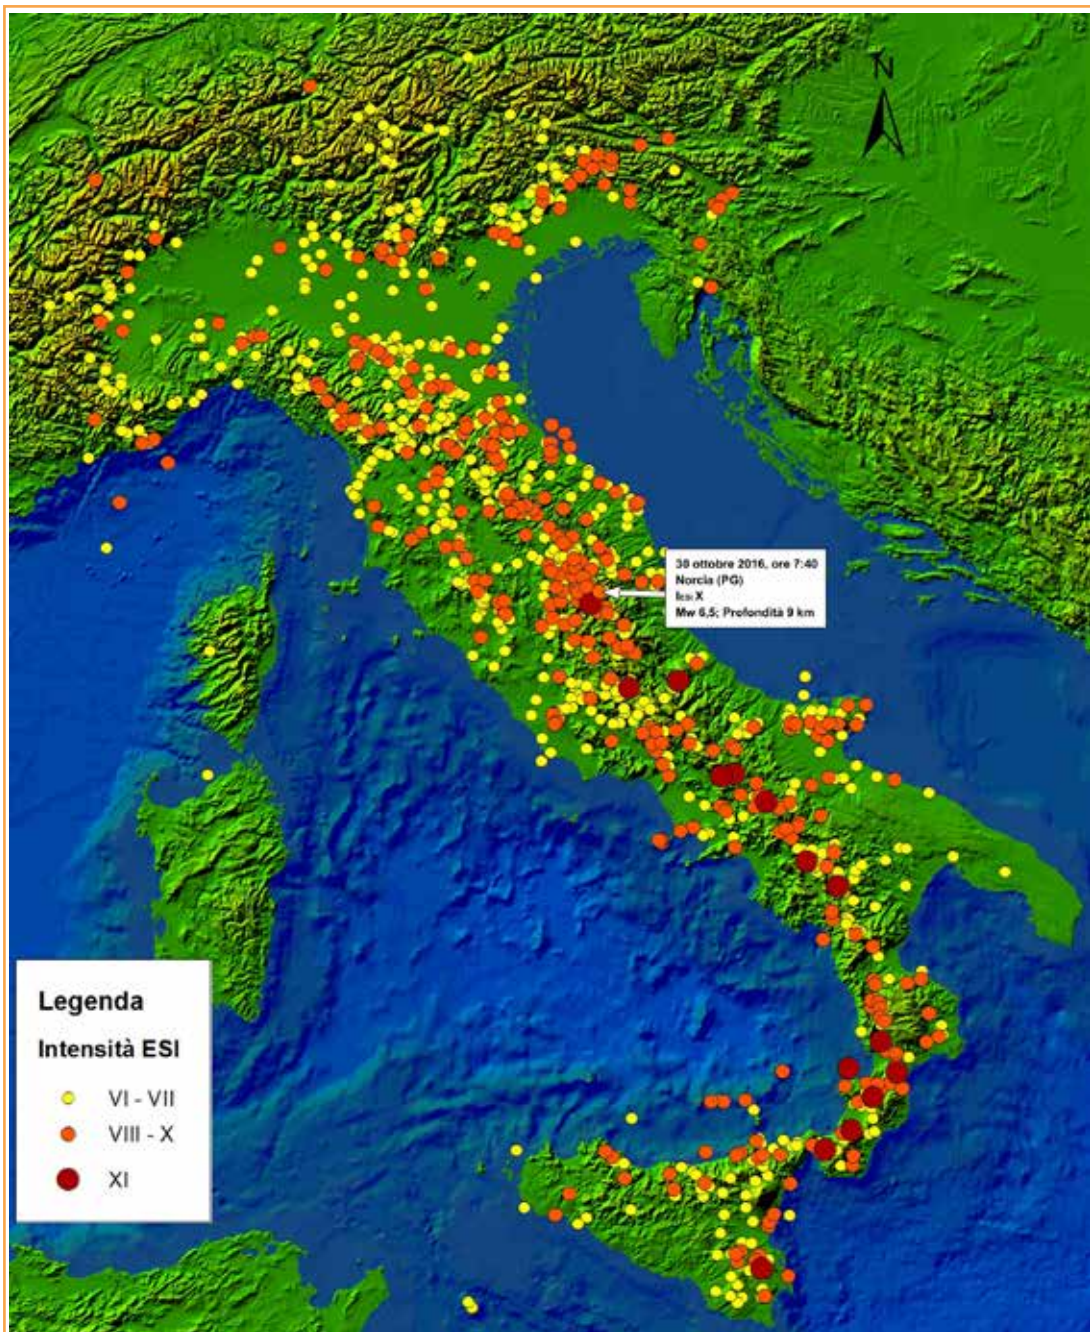 N
30 ottobre 2016, ore 7:40
Norcia (PG)
IESI X
Mw 6,5; Profondità 9 km
Legenda
Intensità ESI
VI - VII
VIII - X
XI